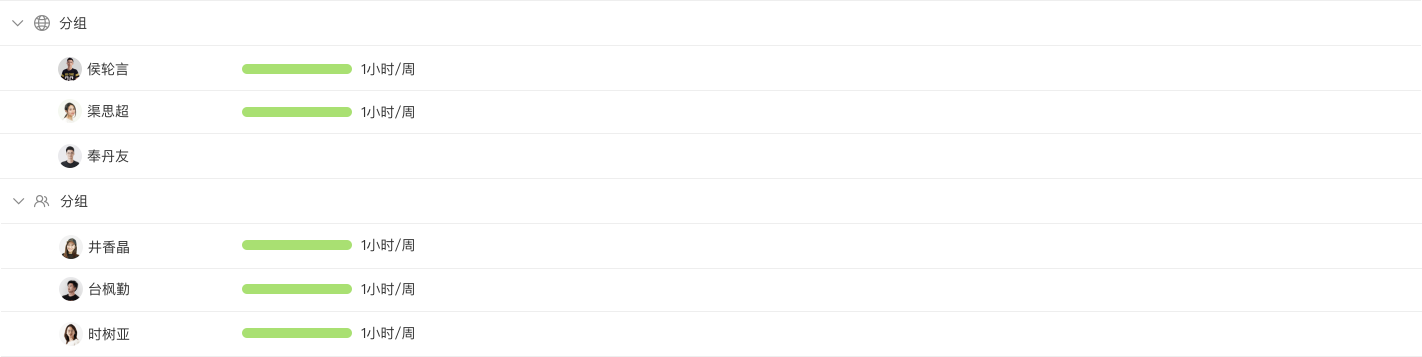 分组
侯轮言 1小时/周
渠思超 1小时/周
奉丹友
分组
井香晶 1小时/周
台枫勤 1小时/周
时树亚 1小时/周